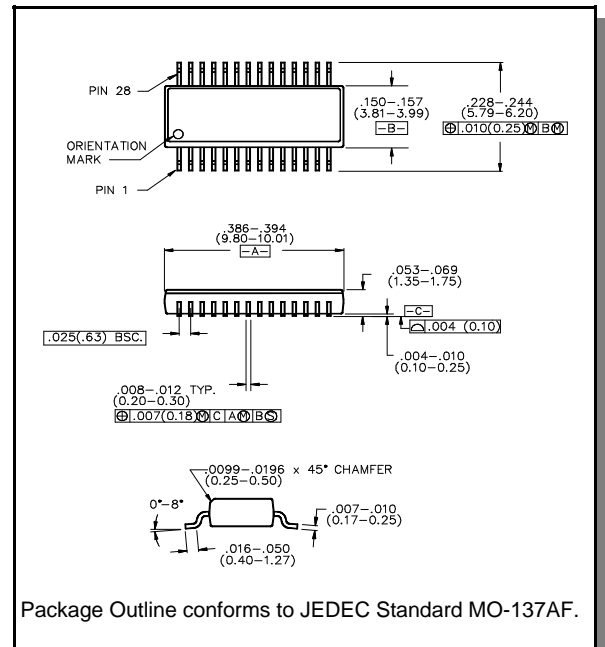 PIN 28
.150-.157
(3.81-3.99)
-B-
.228-.244
(5.79-6.20)
⌖ .010(0.25)Ⓜ BⓂ
ORIENTATION
MARK
PIN 1
.386-.394
(9.80-10.01)
-A-
.053-.069
(1.35-1.75)
-C-
⌓ .004 (0.10)
.025(.63) BSC.
.004-.010
(0.10-0.25)
.008-.012 TYP.
(0.20-0.30)
⌖ .007(0.18)Ⓜ C AⓂ BⓈ
.0099-.0196 x 45° CHAMFER
(0.25-0.50)
0°-8°
.007-.010
(0.17-0.25)
.016-.050
(0.40-1.27)
Package Outline conforms to JEDEC Standard MO-137AF.